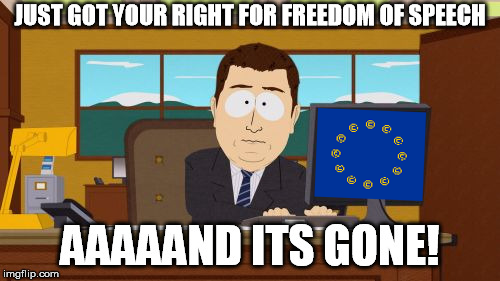 JUST GOT YOUR RIGHT FOR FREEDOM OF SPEECH
© © © © © © © © © © © ©
AAAAAND ITS GONE!
imgflip.com